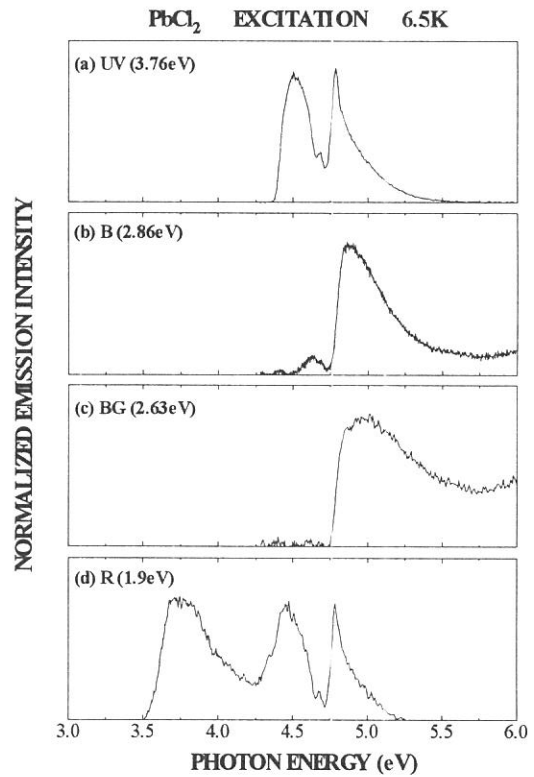 PbCl₂ EXCITATION 6.5K
(a) UV (3.76eV)
(b) B (2.86eV)
(c) BG (2.63eV)
(d) R (1.9eV)
NORMALIZED EMISSION INTENSITY
3.0 3.5 4.0 4.5 5.0 5.5 6.0
PHOTON ENERGY (eV)